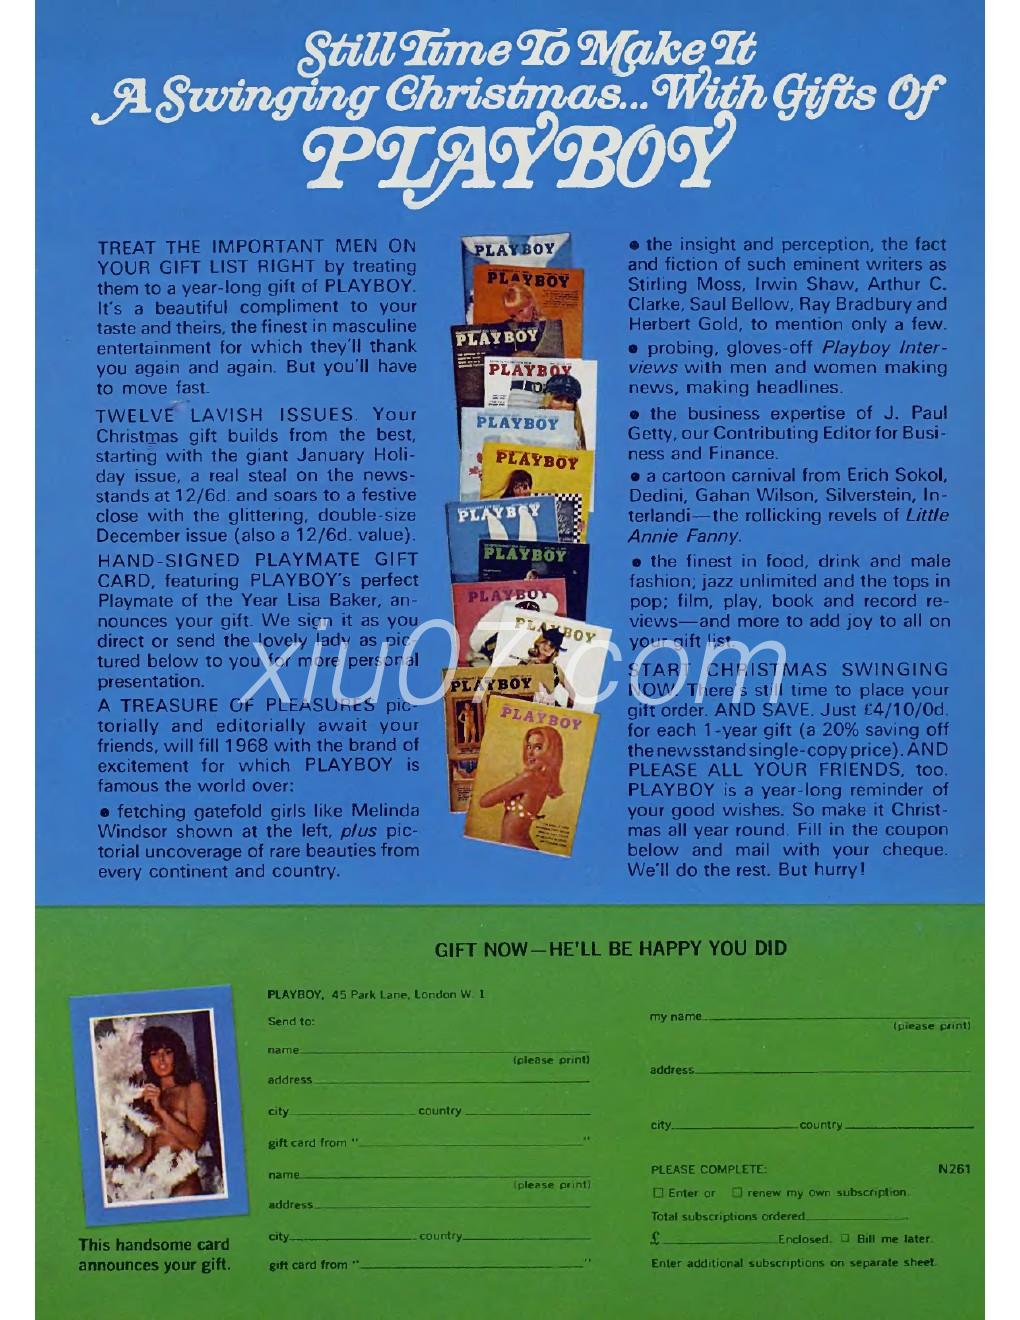 Still Time To Make It
A Swinging Christmas...With Gifts Of
PLAYBOY
TREAT THE IMPORTANT MEN ON
YOUR GIFT LIST RIGHT by treating
them to a year-long gift of PLAYBOY.
It's a beautiful compliment to your
taste and theirs, the finest in masculine
entertainment for which they'll thank
you again and again. But you'll have
to move fast.
TWELVE LAVISH ISSUES. Your
Christmas gift builds from the best,
starting with the giant January Holi-
day issue, a real steal on the news-
stands at 12/6d. and soars to a festive
close with the glittering, double-size
December issue (also a 12/6d. value).
HAND-SIGNED PLAYMATE GIFT
CARD, featuring PLAYBOY's perfect
Playmate of the Year Lisa Baker, an-
nounces your gift. We sign it as you
direct or send the lovely lady as pic-
tured below to you for more personal
presentation.
A TREASURE OF PLEASURES pic-
torially and editorially await your
friends, will fill 1968 with the brand of
excitement for which PLAYBOY is
famous the world over:
• fetching gatefold girls like Melinda
Windsor shown at the left, plus pic-
torial uncoverage of rare beauties from
every continent and country.
PLAYBOY
PLAYBOY
PLAYBOY
PLAYBOY
PLAYBOY
PLAYBOY
PLAYBOY
PLAYBOY
PLAYBOY
PLAYBOY
PLAYBOY
PLAYBOY
• the insight and perception, the fact
and fiction of such eminent writers as
Stirling Moss, Irwin Shaw, Arthur C.
Clarke, Saul Bellow, Ray Bradbury and
Herbert Gold, to mention only a few.
• probing, gloves-off Playboy Inter-
views with men and women making
news, making headlines.
• the business expertise of J. Paul
Getty, our Contributing Editor for Busi-
ness and Finance.
• a cartoon carnival from Erich Sokol,
Dedini, Gahan Wilson, Silverstein, In-
terlandi—the rollicking revels of Little
Annie Fanny.
• the finest in food, drink and male
fashion; jazz unlimited and the tops in
pop; film, play, book and record re-
views—and more to add joy to all on
your gift list.
START CHRISTMAS SWINGING
NOW. There's still time to place your
gift order. AND SAVE. Just £4/10/0d.
for each 1-year gift (a 20% saving off
the newsstand single-copy price). AND
PLEASE ALL YOUR FRIENDS, too.
PLAYBOY is a year-long reminder of
your good wishes. So make it Christ-
mas all year round. Fill in the coupon
below and mail with your cheque.
We'll do the rest. But hurry!
xiu07.com
GIFT NOW—HE'LL BE HAPPY YOU DID
This handsome card
announces your gift.
PLAYBOY, 45 Park Lane, London W. 1
Send to:
name
(please print)
address
city country
gift card from " "
name
(please print)
address
city country
gift card from " "
my name
(please print)
address
city country
PLEASE COMPLETE: N261
☐ Enter or ☐ renew my own subscription.
Total subscriptions ordered
£ Enclosed. ☐ Bill me later.
Enter additional subscriptions on separate sheet.